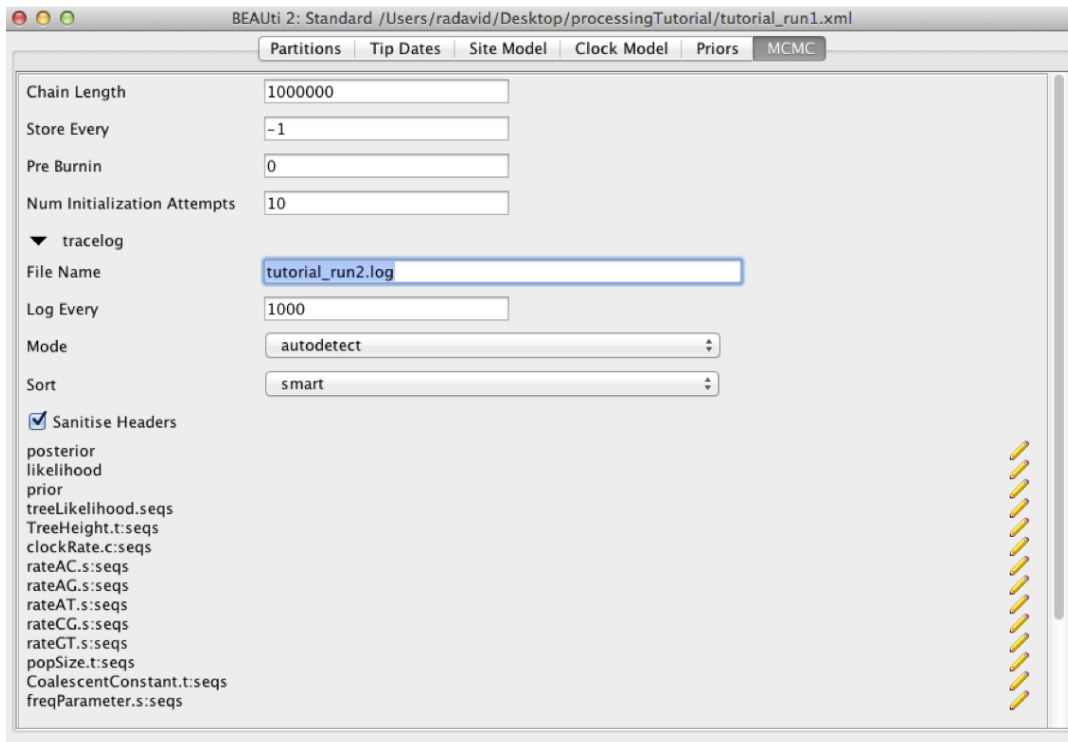 BEAUti 2: Standard /Users/radavid/Desktop/processingTutorial/tutorial_run1.xml
Partitions Tip Dates Site Model Clock Model Priors MCMC
Chain Length 1000000
Store Every -1
Pre Burnin 0
Num Initialization Attempts 10
tracelog
File Name tutorial_run2.log
Log Every 1000
Mode autodetect
Sort smart
Sanitise Headers
posterior
likelihood
prior
treeLikelihood.seqs
TreeHeight.t:seqs
clockRate.c:seqs
rateAC.s:seqs
rateAG.s:seqs
rateAT.s:seqs
rateCG.s:seqs
rateGT.s:seqs
popSize.t:seqs
CoalescentConstant.t:seqs
freqParameter.s:seqs